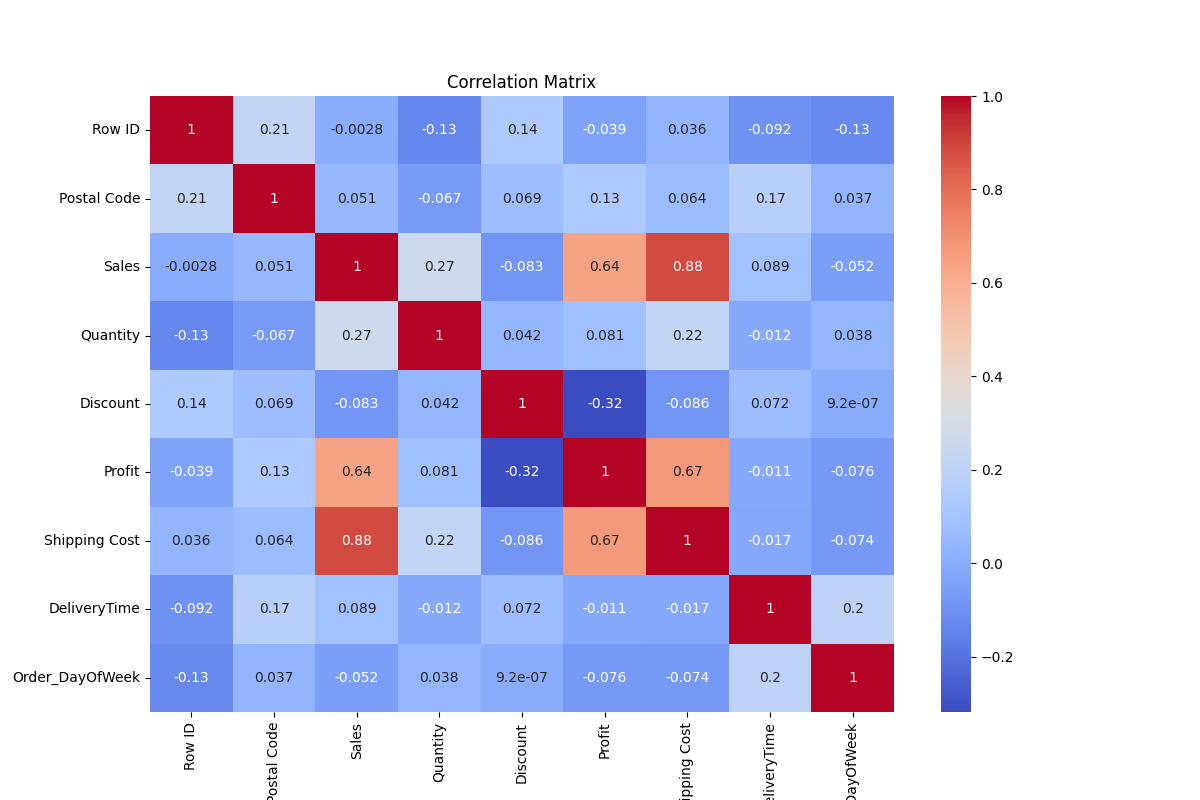 Correlation Matrix
Row ID 1 0.21 -0.0028 -0.13 0.14 -0.039 0.036 -0.092 -0.13
Postal Code 0.21 1 0.051 -0.067 0.069 0.13 0.064 0.17 0.037
Sales -0.0028 0.051 1 0.27 -0.083 0.64 0.88 0.089 -0.052
Quantity -0.13 -0.067 0.27 1 0.042 0.081 0.22 -0.012 0.038
Discount 0.14 0.069 -0.083 0.042 1 -0.32 -0.086 0.072 9.2e-07
Profit -0.039 0.13 0.64 0.081 -0.32 1 0.67 -0.011 -0.076
Shipping Cost 0.036 0.064 0.88 0.22 -0.086 0.67 1 -0.017 -0.074
DeliveryTime -0.092 0.17 0.089 -0.012 0.072 -0.011 -0.017 1 0.2
Order_DayOfWeek -0.13 0.037 -0.052 0.038 9.2e-07 -0.076 -0.074 0.2 1
Row ID
Postal Code
Sales
Quantity
Discount
Profit
ipping Cost
eliveryTime
DayOfWeek
1.0
0.8
0.6
0.4
0.2
0.0
−0.2